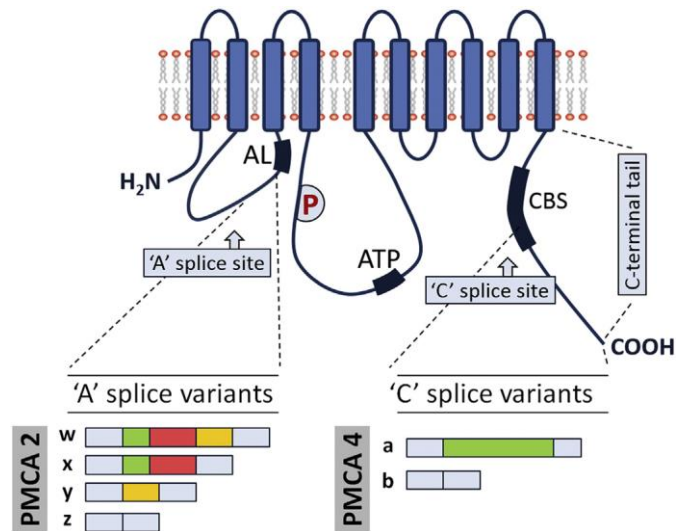 AL
H₂N
P
CBS
C-terminal tail
ATP
'A' splice site
'C' splice site
COOH
'A' splice variants
'C' splice variants
PMCA 2
w
x
y
z
PMCA 4
a
b